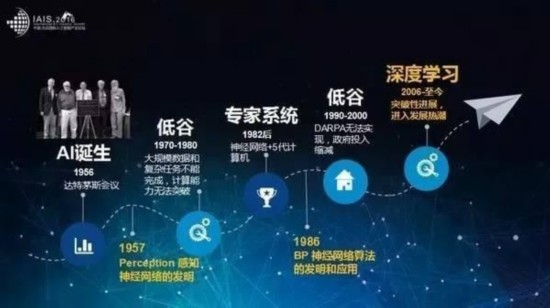 IAIS.2016
AI诞生
1956
达特茅斯会议
1957
Perception 感知,
神经网络的发明
低谷
1970-1980
大规模数据和
复杂任务不能
完成,计算能
力无法突破
专家系统
1982后
神经网络+5代计
算机
1986
BP 神经网络算法
的发明和应用
低谷
1990-2000
DARPA无法实
现,政府投入
缩减
深度学习
2006-至今
突破性进展,
进入发展热潮